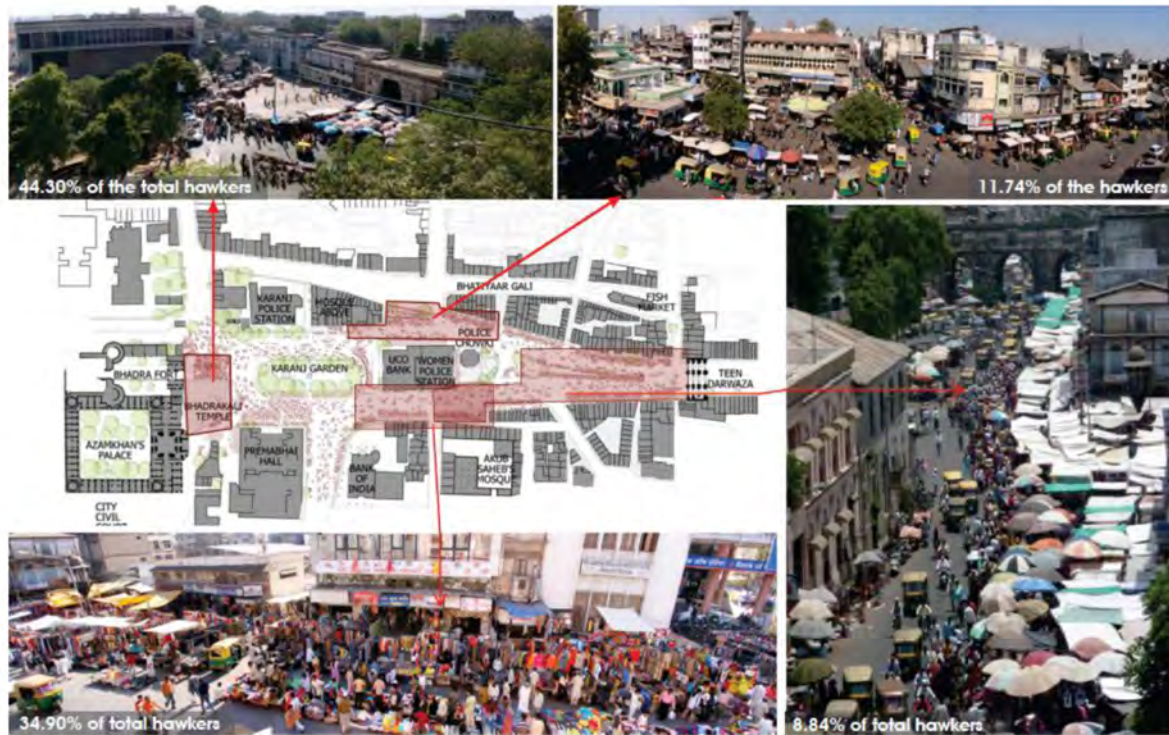 44.30% of the total hawkers
11.74% of the hawkers
KARANJ
POLICE
STATION
MOSQUE
ABOVE
BHATIYAAR GALI
FISH
MARKET
POLICE
CHOWKI
BHADRA FORT
KARANJ GARDEN
UCO
BANK
WOMEN
POLICE
STATION
TEEN
DARWAZA
BHADRAKALI
TEMPLE
AZAMKHAN'S
PALACE
PREMABHAI
HALL
BANK
OF
INDIA
SAHEB'S
MOSQU
CITY
CIVIL
34.90% of total hawkers
8.84% of total hawkers